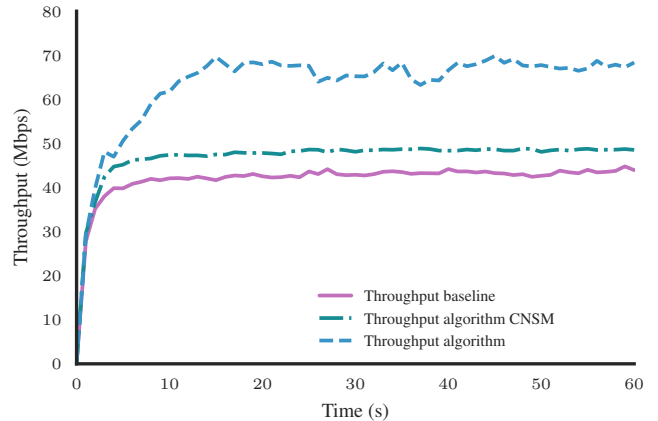 80
70
60
50
40
30
20
10
0
Throughput (Mbps)
Throughput baseline
Throughput algorithm CNSM
Throughput algorithm
0 10 20 30 40 50 60
Time (s)